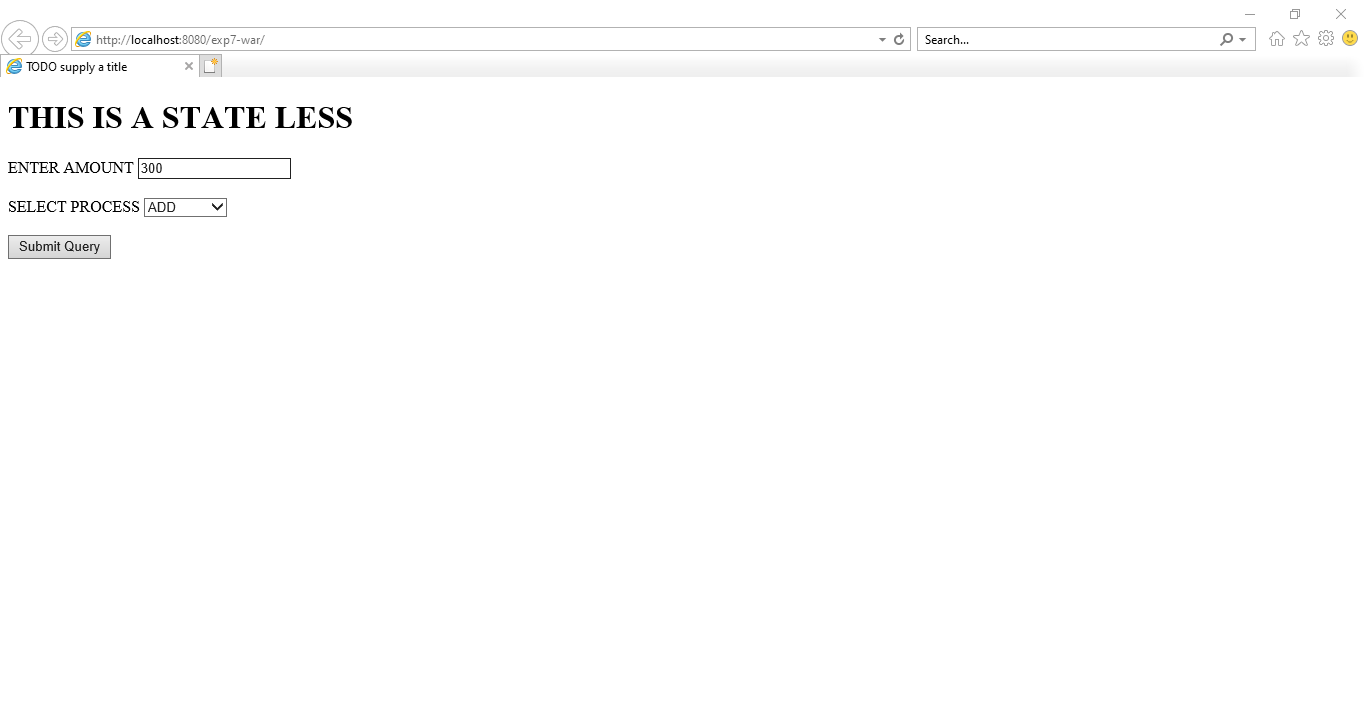 http://localhost:8080/exp7-war/
Search...
TODO supply a title
THIS IS A STATE LESS
ENTER AMOUNT 300
SELECT PROCESS ADD
Submit Query